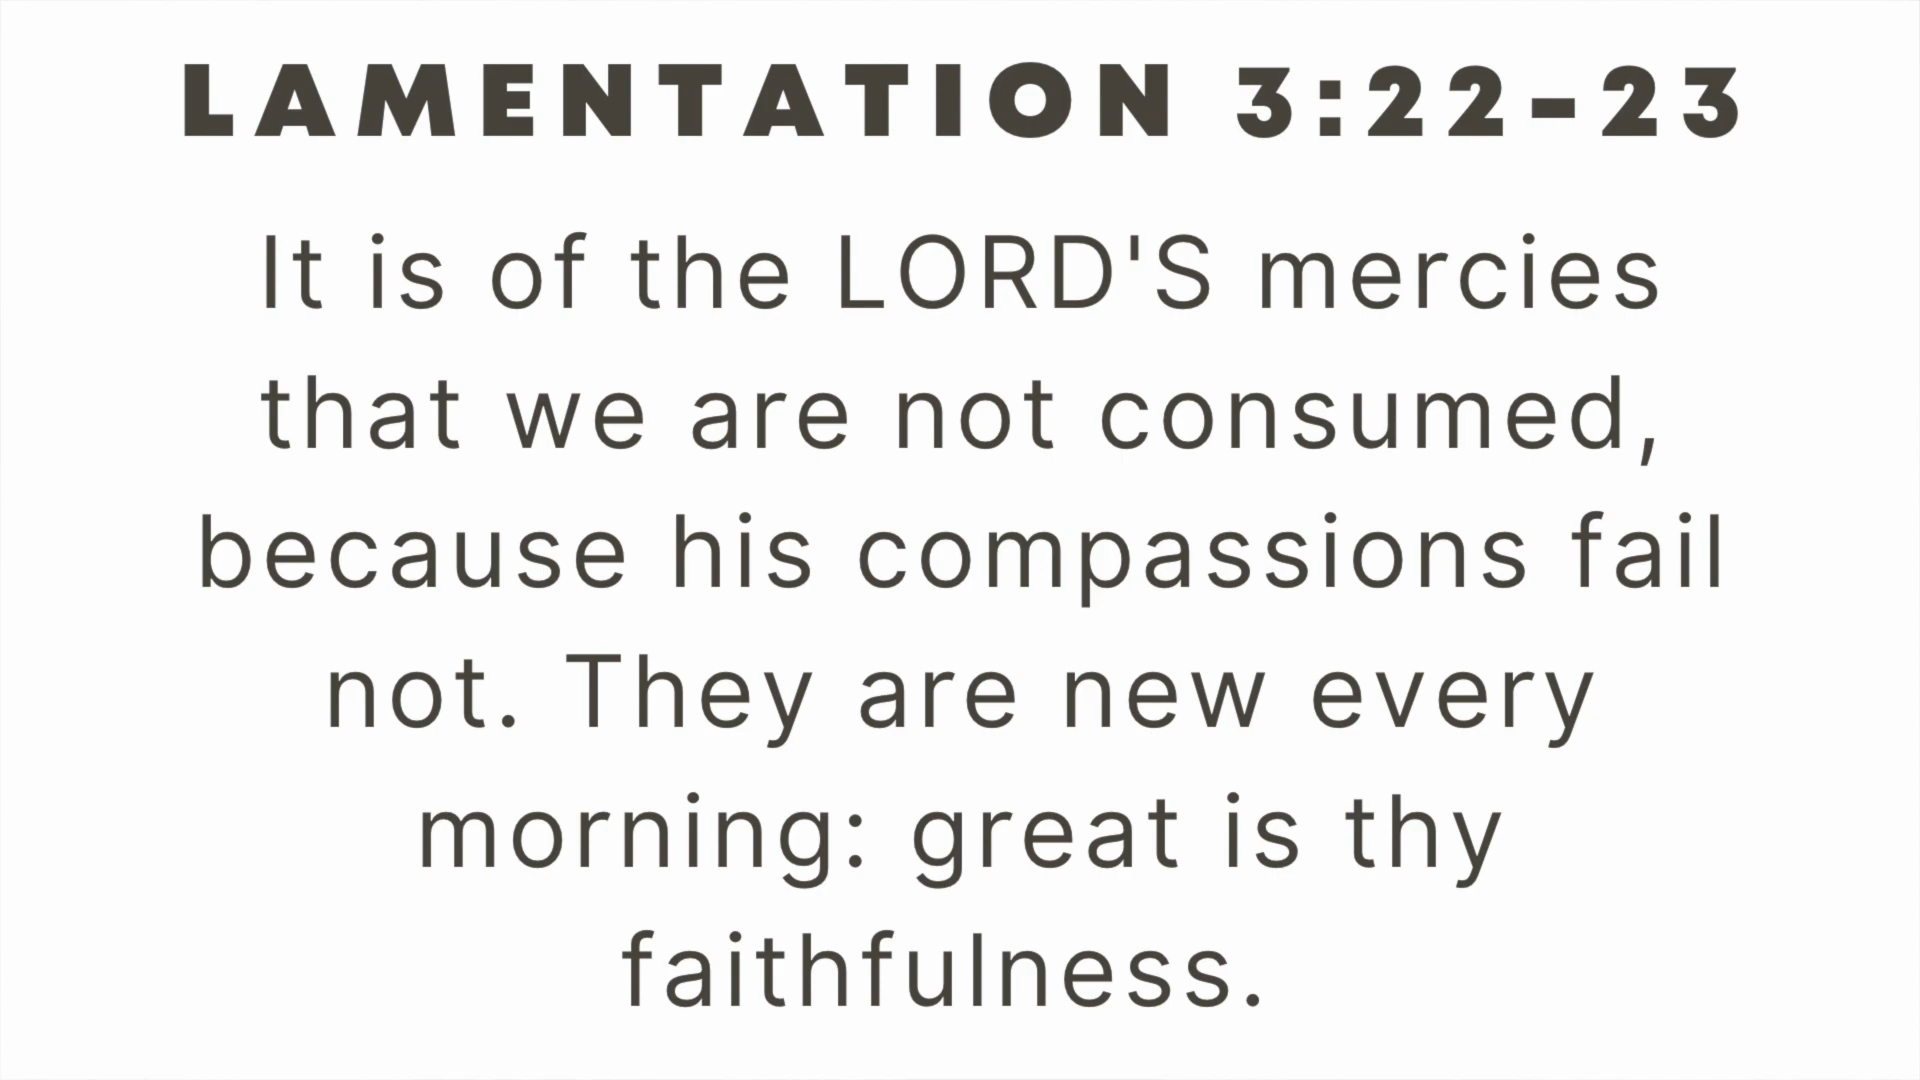 LAMENTATION 3:22-23
It is of the LORD'S mercies
that we are not consumed,
because his compassions fail
not. They are new every
morning: great is thy
faithfulness.